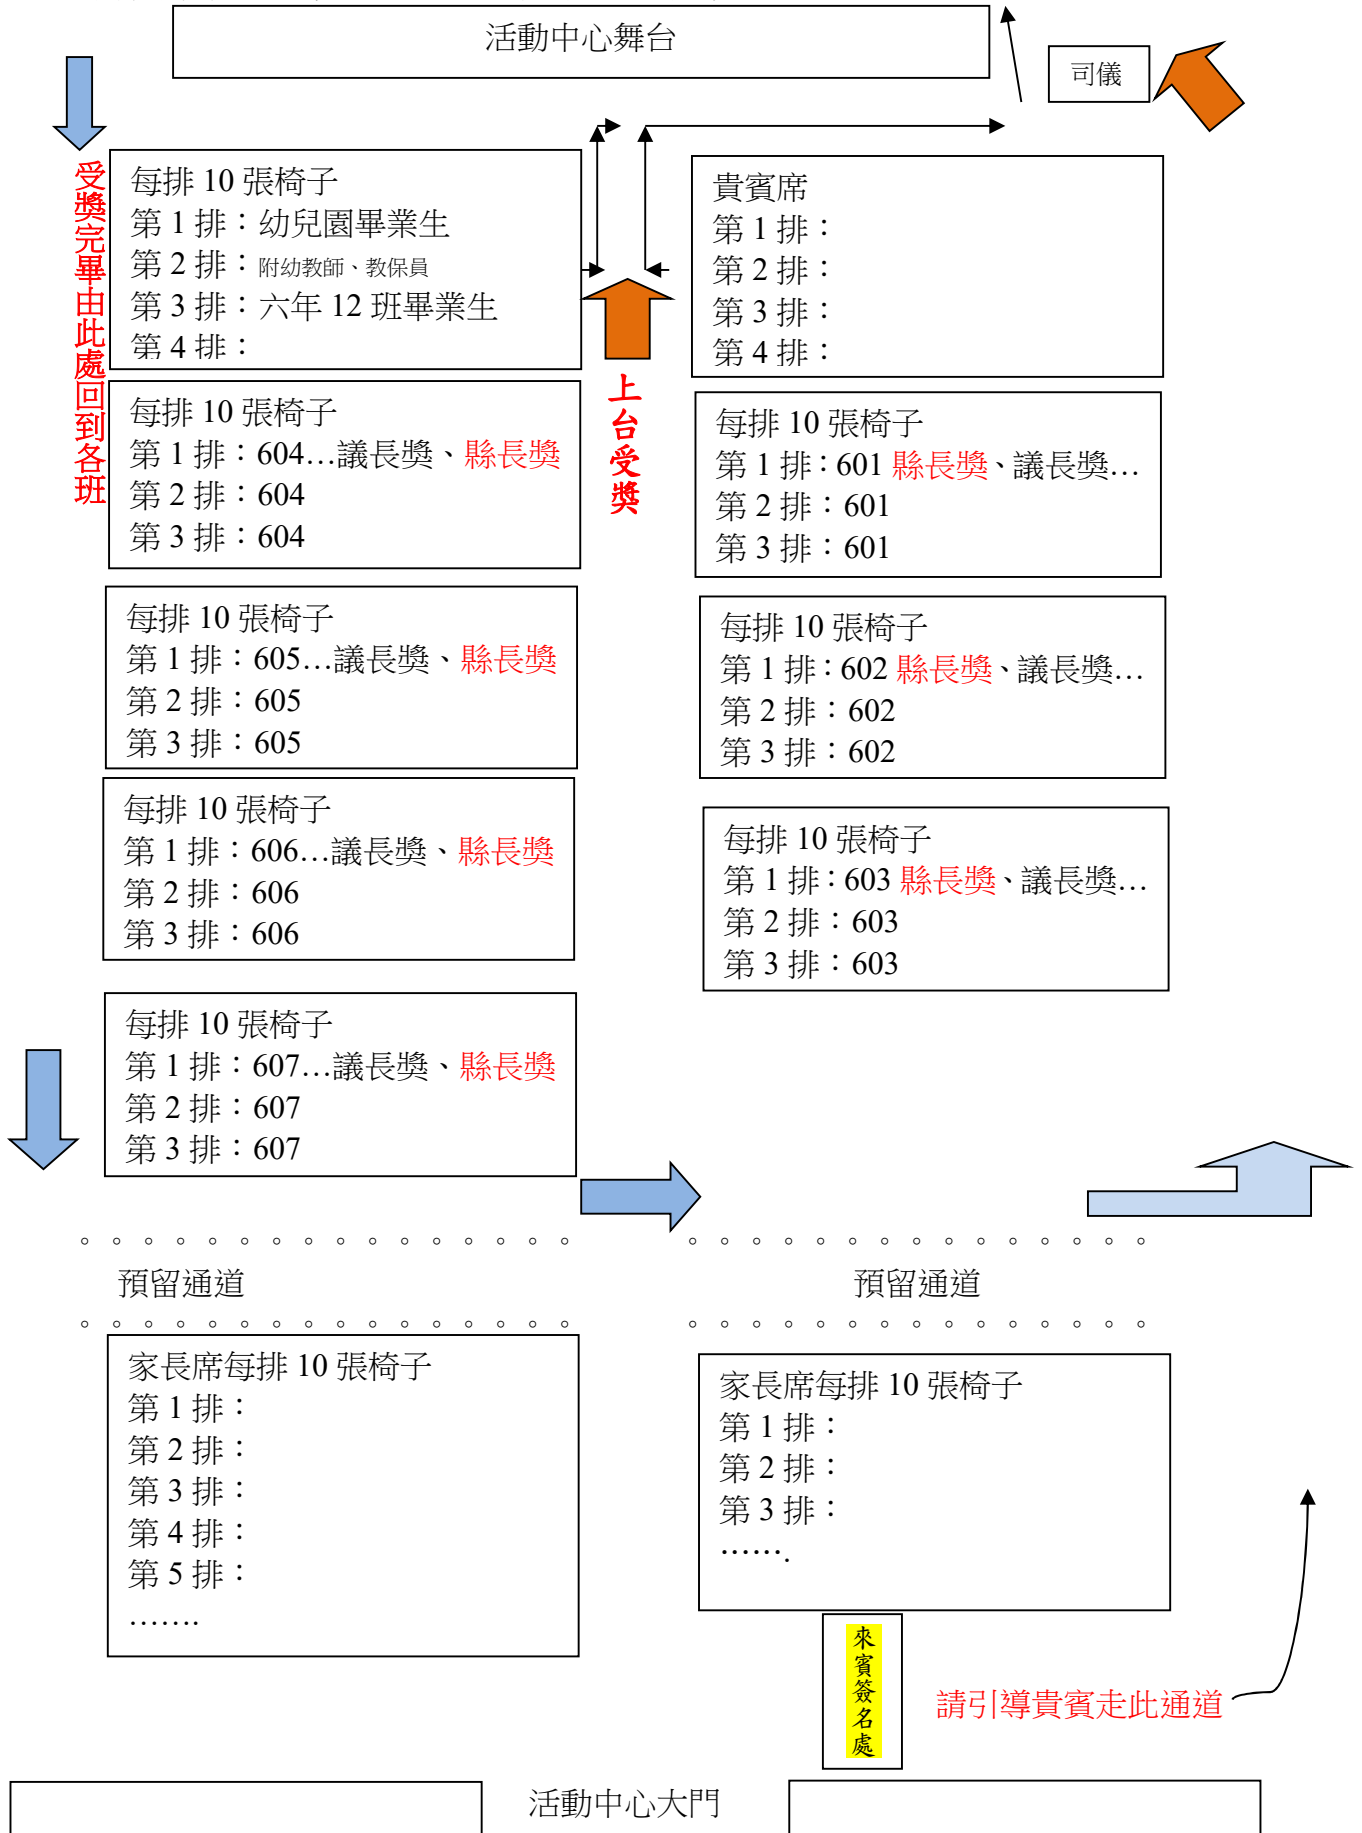 活動中心舞台
司儀
受獎完畢由此處回到各班
每排 10 張椅子
第 1 排：幼兒園畢業生
第 2 排：附幼教師、教保員
第 3 排：六年 12 班畢業生
第 4 排：
貴賓席
第 1 排：
第 2 排：
第 3 排：
第 4 排：
上台受獎
每排 10 張椅子
第 1 排：604…議長獎、縣長獎
第 2 排：604
第 3 排：604
每排 10 張椅子
第 1 排：601 縣長獎、議長獎…
第 2 排：601
第 3 排：601
每排 10 張椅子
第 1 排：605…議長獎、縣長獎
第 2 排：605
第 3 排：605
每排 10 張椅子
第 1 排：602 縣長獎、議長獎…
第 2 排：602
第 3 排：602
每排 10 張椅子
第 1 排：606…議長獎、縣長獎
第 2 排：606
第 3 排：606
每排 10 張椅子
第 1 排：603 縣長獎、議長獎…
第 2 排：603
第 3 排：603
每排 10 張椅子
第 1 排：607…議長獎、縣長獎
第 2 排：607
第 3 排：607
。。。。。。。。。。。。。。。。
。。。。。。。。。。。。。。。
預留通道
預留通道
。。。。。。。。。。。。。。。。
。。。。。。。。。。。。。。。
家長席每排 10 張椅子
第 1 排：
第 2 排：
第 3 排：
第 4 排：
第 5 排：
…….
家長席每排 10 張椅子
第 1 排：
第 2 排：
第 3 排：
…….
來賓簽名處
請引導貴賓走此通道
活動中心大門